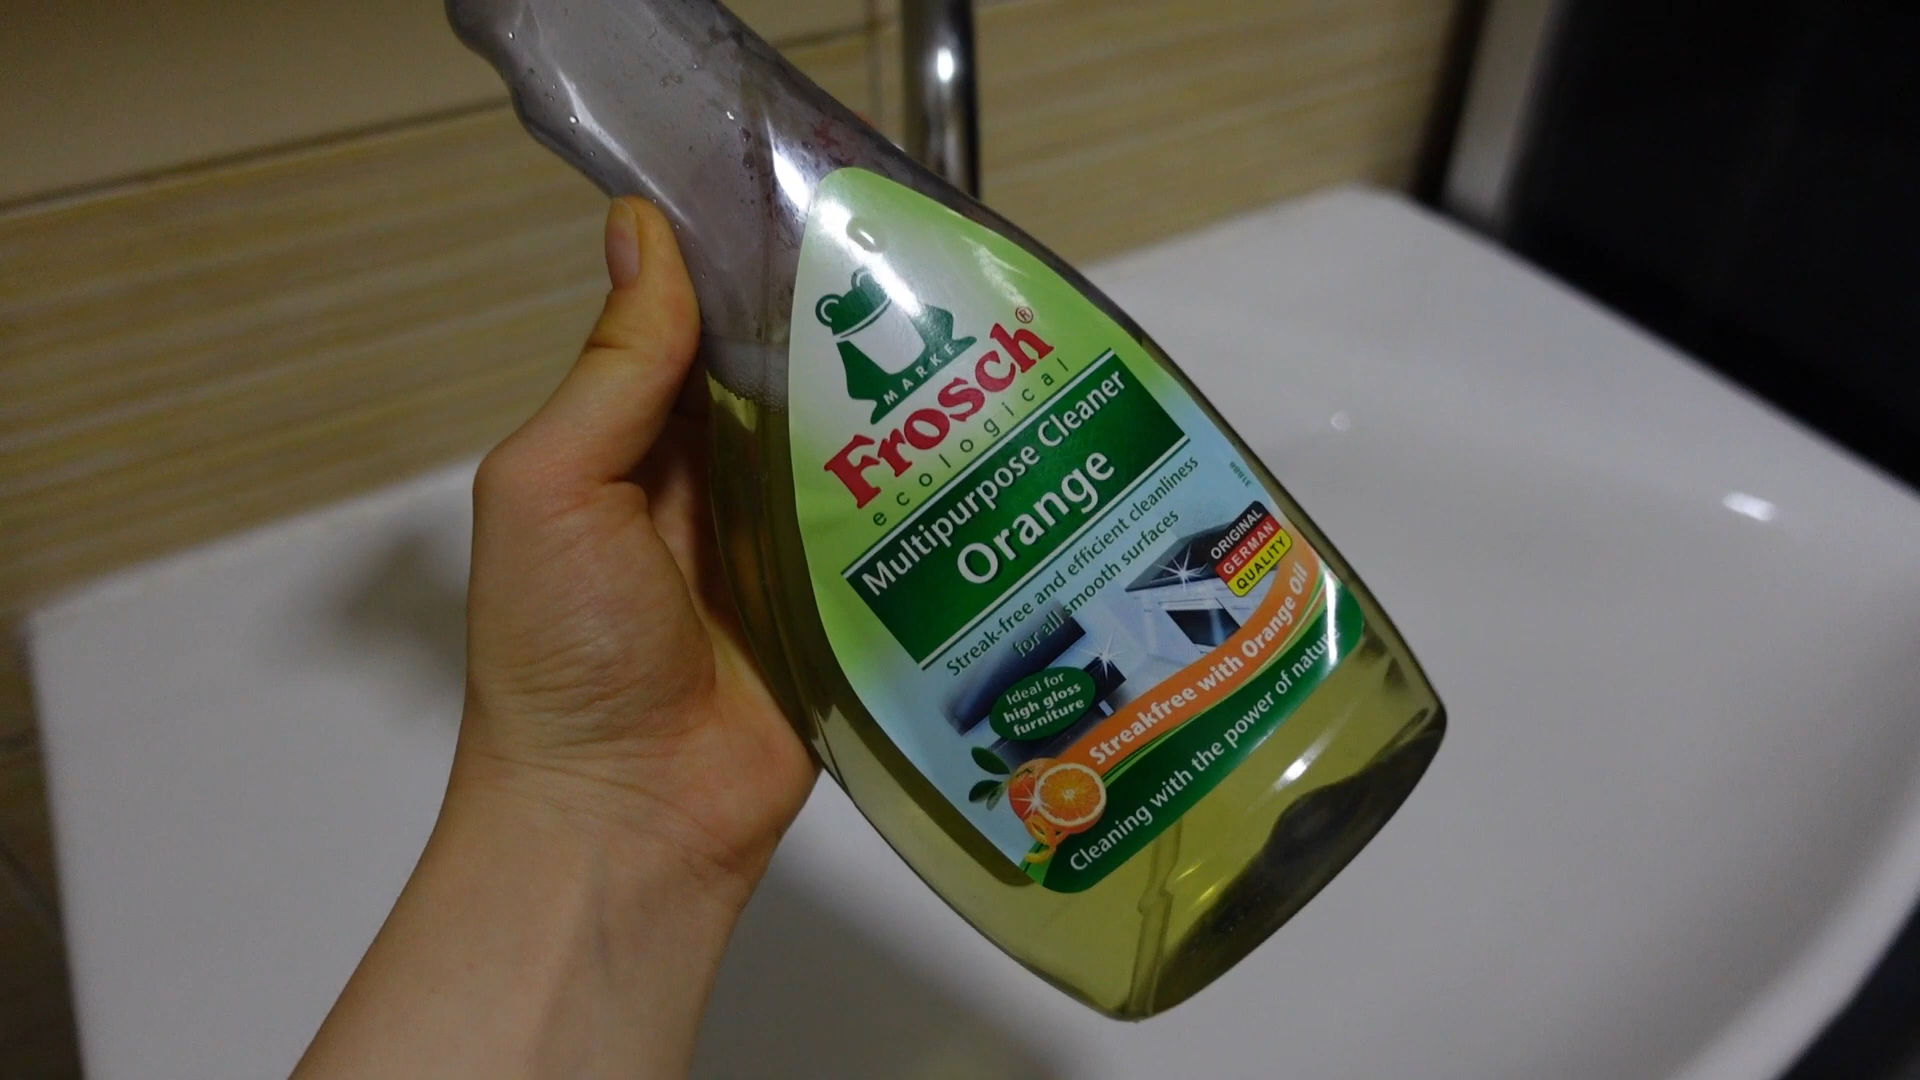 MARKE
Frosch®
ecological
Multipurpose Cleaner
Orange
Streak-free and efficient cleanliness
for all smooth surfaces
ORIGINAL
GERMAN
QUALITY
Ideal for
high gloss
furniture
Streakfree with Orange Oil
Cleaning with the power of nature